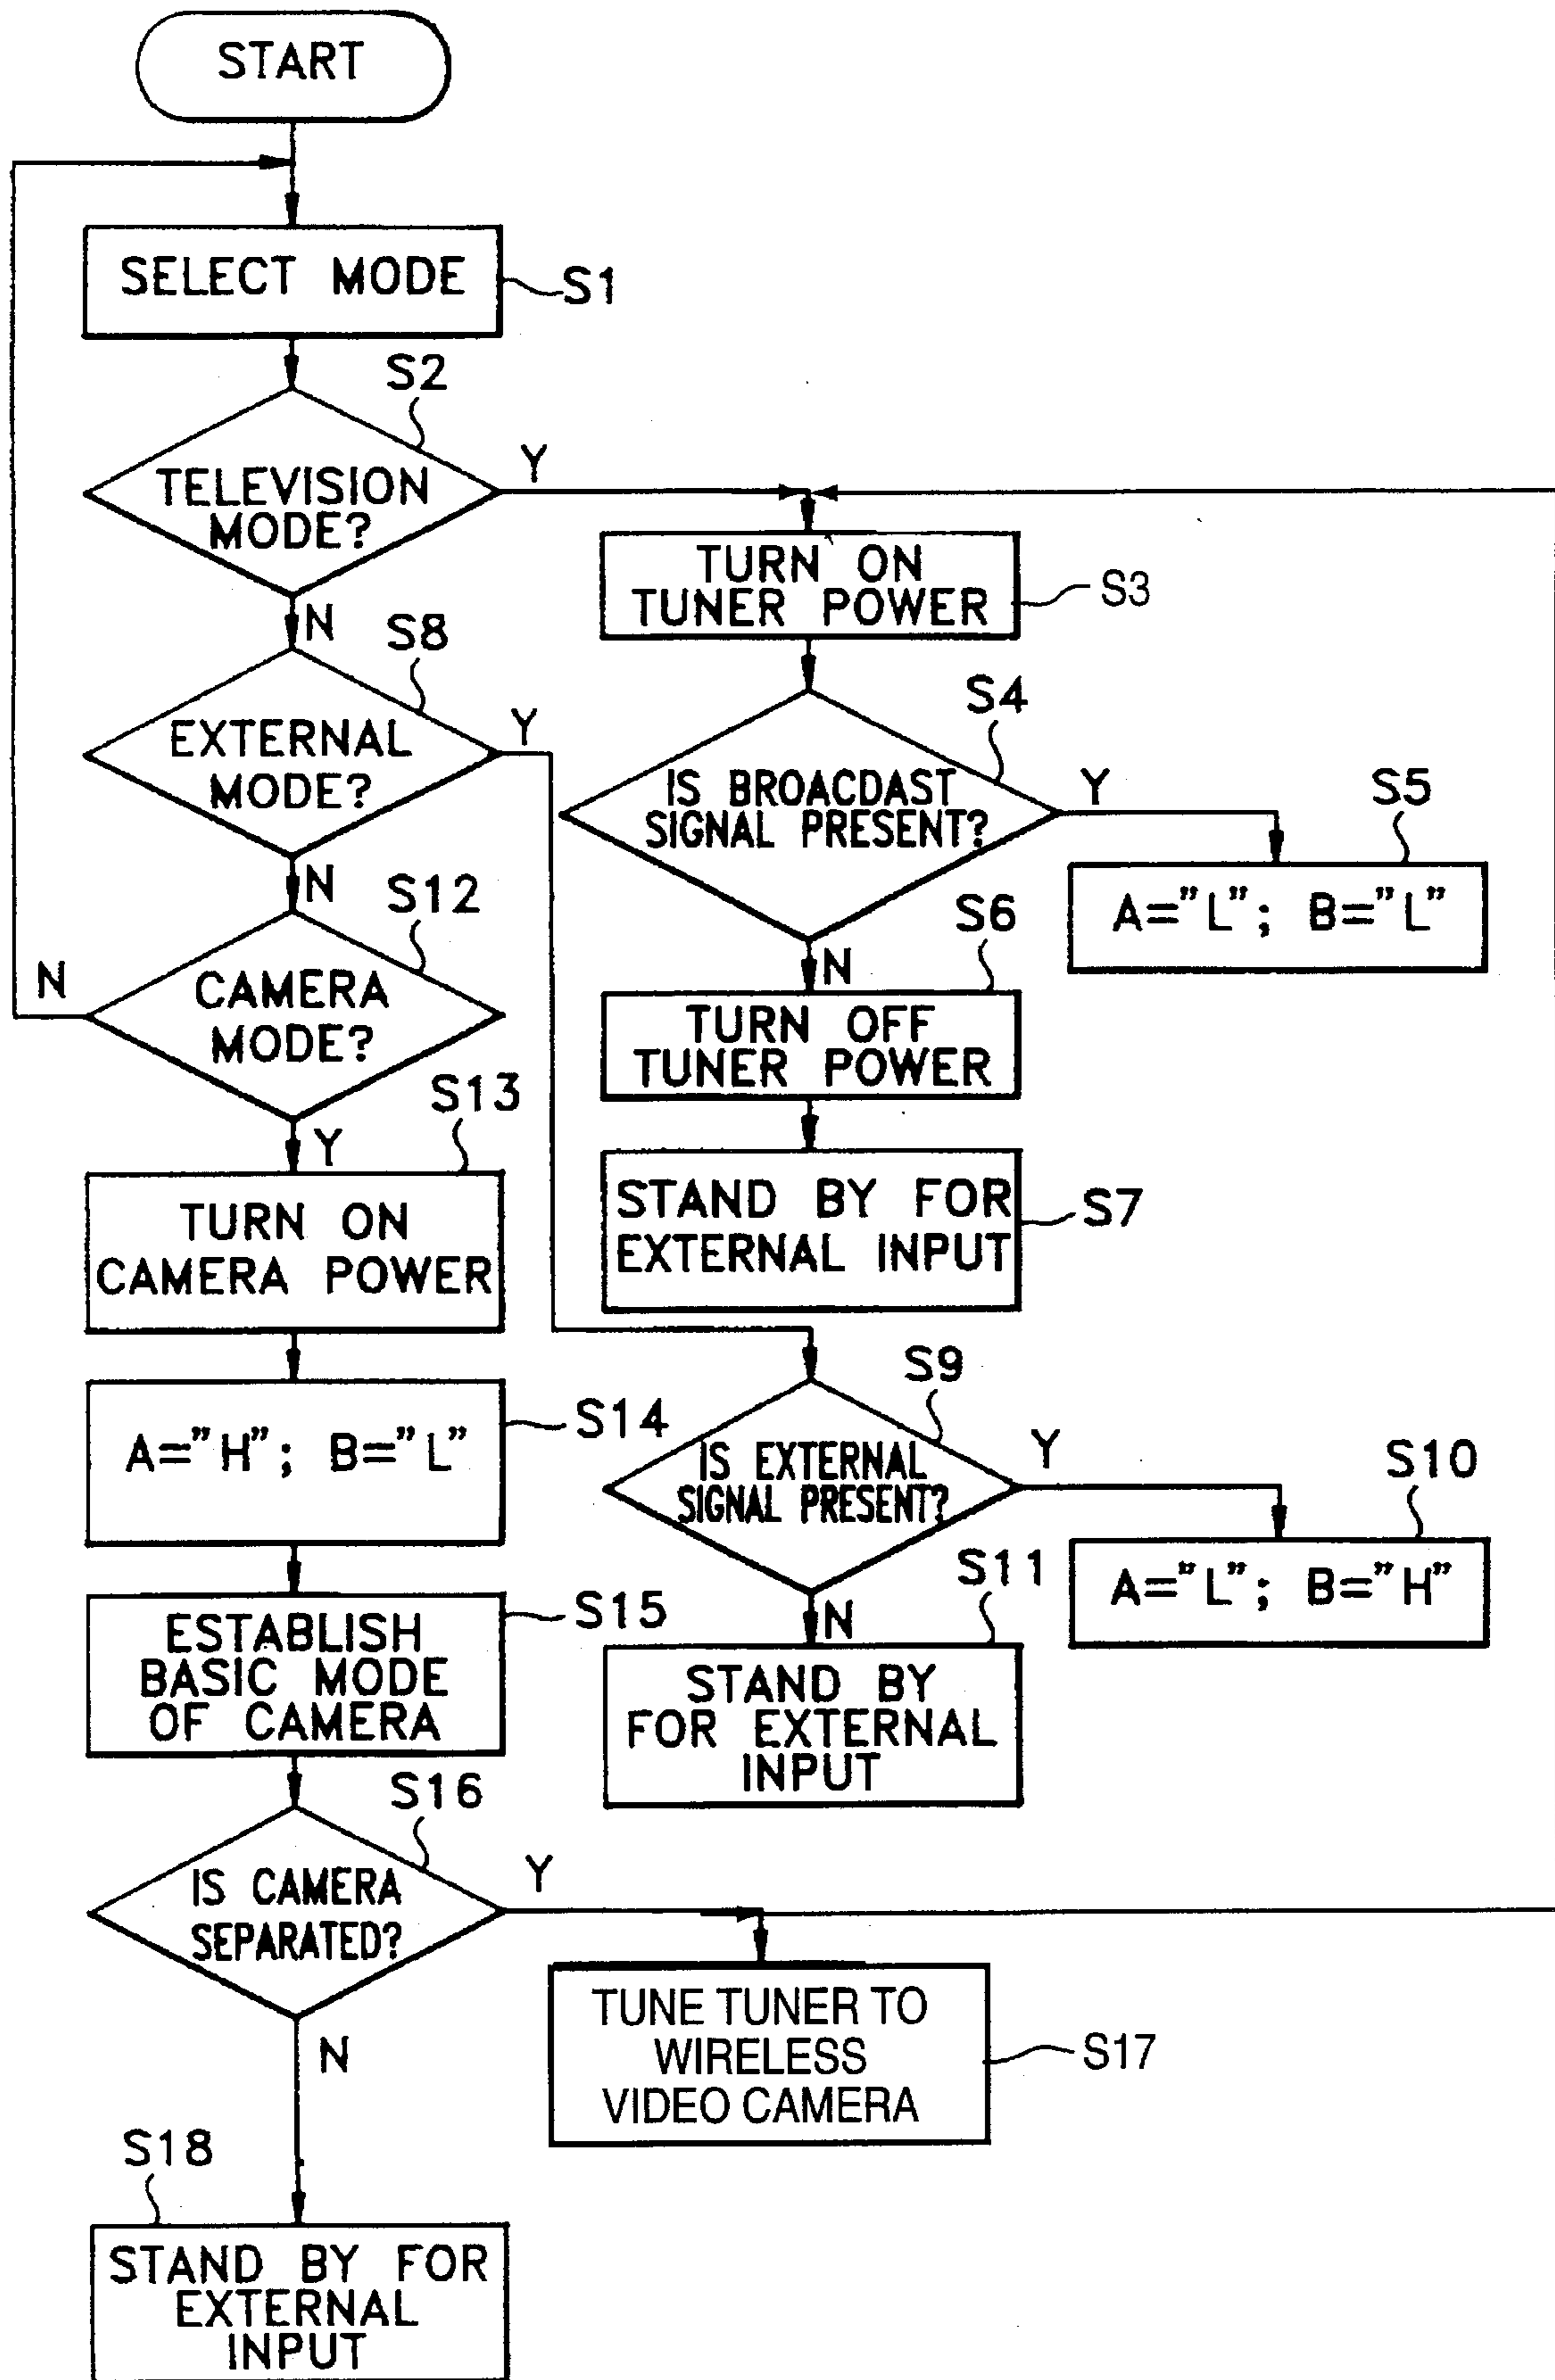 START
SELECT MODE
S1
S2
TELEVISION
MODE?
Y
N
TURN ON
TUNER POWER
S3
S8
EXTERNAL
MODE?
Y
N
S4
IS BROACDAST
SIGNAL PRESENT?
Y
N
S5
A="L"; B="L"
S12
CAMERA
MODE?
N
Y
S6
TURN OFF
TUNER POWER
S13
TURN ON
CAMERA POWER
STAND BY FOR
EXTERNAL INPUT
S7
A="H"; B="L"
S14
S9
IS EXTERNAL
SIGNAL PRESENT?
Y
N
S10
A="L"; B="H"
S11
STAND BY
FOR EXTERNAL
INPUT
ESTABLISH
BASIC MODE
OF CAMERA
S15
S16
IS CAMERA
SEPARATED?
Y
N
TUNE TUNER TO
WIRELESS
VIDEO CAMERA
S17
S18
STAND BY FOR
EXTERNAL
INPUT